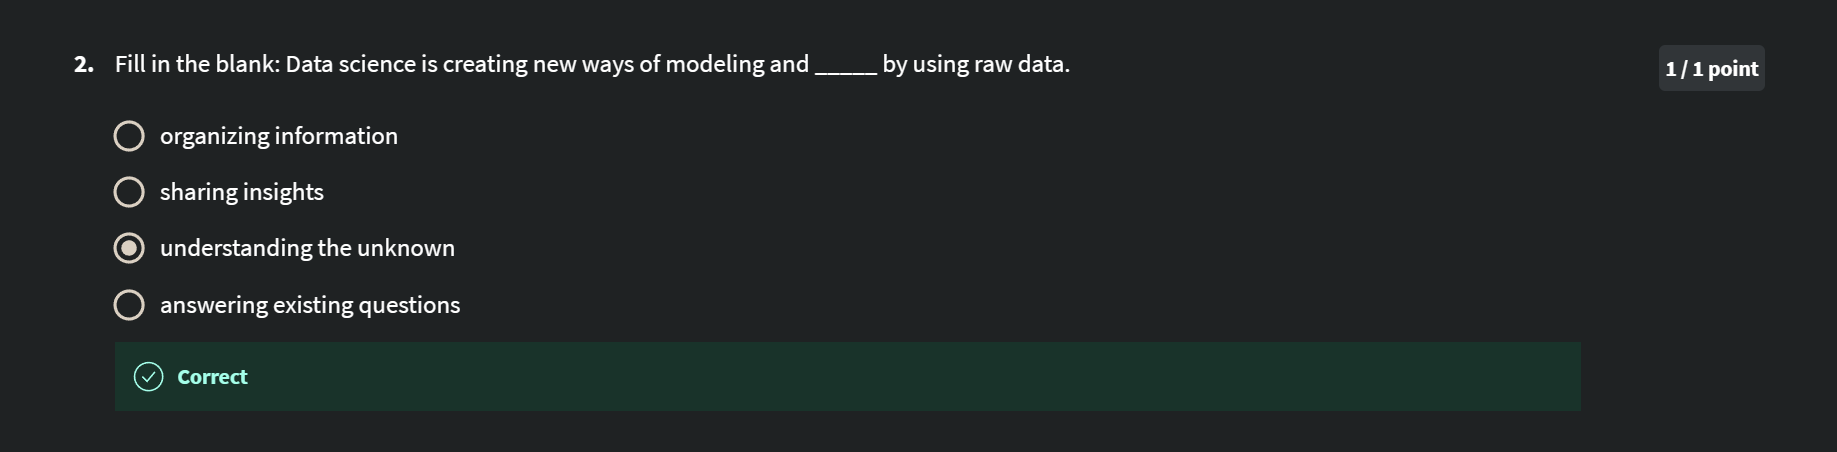 2. Fill in the blank: Data science is creating new ways of modeling and _____ by using raw data.
1 / 1 point
organizing information
sharing insights
understanding the unknown
answering existing questions
Correct